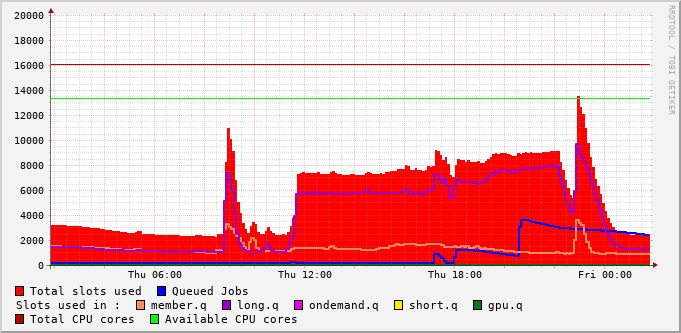 20000
18000
16000
14000
12000
10000
8000
6000
4000
2000
0
Thu 06:00 Thu 12:00 Thu 18:00 Fri 00:00
RRDTOOL / TOBI OETIKER
Total slots used Queued Jobs
Slots used in : member.q long.q ondemand.q short.q gpu.q
Total CPU cores Available CPU cores